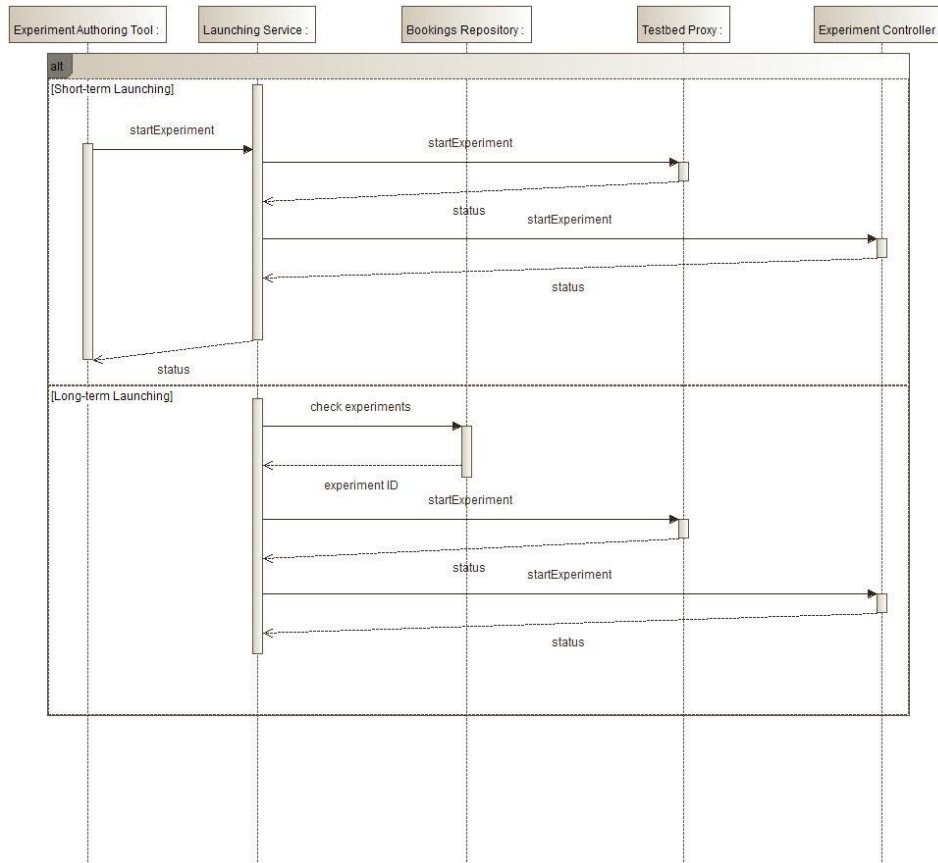 Experiment Authoring Tool :
Launching Service :
Bookings Repository :
Testbed Proxy :
Experiment Controller
alt
[Short-term Launching]
startExperiment
startExperiment
status
startExperiment
status
status
[Long-term Launching]
check experiments
experiment ID
startExperiment
status
startExperiment
status